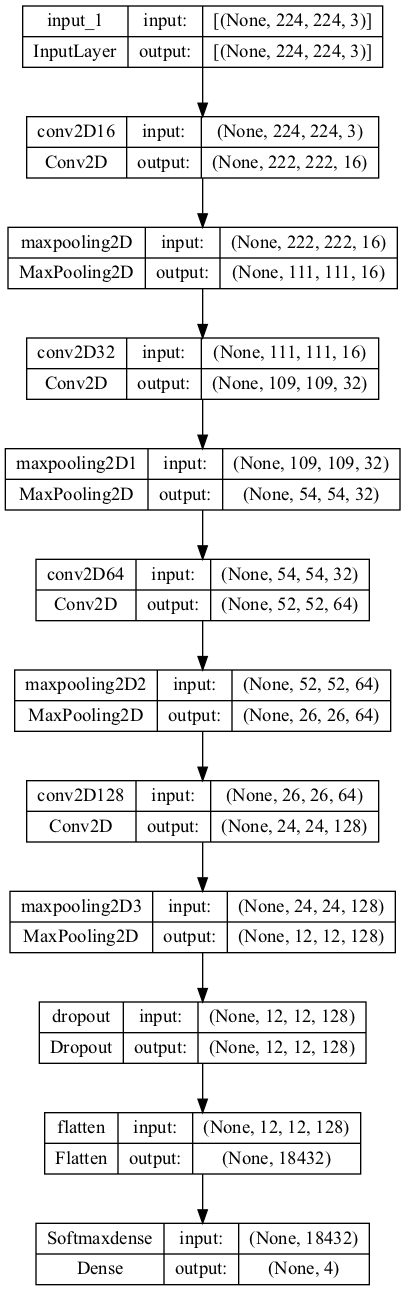 input_1 input: [(None, 224, 224, 3)]
InputLayer output: [(None, 224, 224, 3)]
conv2D16 input: (None, 224, 224, 3)
Conv2D output: (None, 222, 222, 16)
maxpooling2D input: (None, 222, 222, 16)
MaxPooling2D output: (None, 111, 111, 16)
conv2D32 input: (None, 111, 111, 16)
Conv2D output: (None, 109, 109, 32)
maxpooling2D1 input: (None, 109, 109, 32)
MaxPooling2D output: (None, 54, 54, 32)
conv2D64 input: (None, 54, 54, 32)
Conv2D output: (None, 52, 52, 64)
maxpooling2D2 input: (None, 52, 52, 64)
MaxPooling2D output: (None, 26, 26, 64)
conv2D128 input: (None, 26, 26, 64)
Conv2D output: (None, 24, 24, 128)
maxpooling2D3 input: (None, 24, 24, 128)
MaxPooling2D output: (None, 12, 12, 128)
dropout input: (None, 12, 12, 128)
Dropout output: (None, 12, 12, 128)
flatten input: (None, 12, 12, 128)
Flatten output: (None, 18432)
Softmaxdense input: (None, 18432)
Dense output: (None, 4)